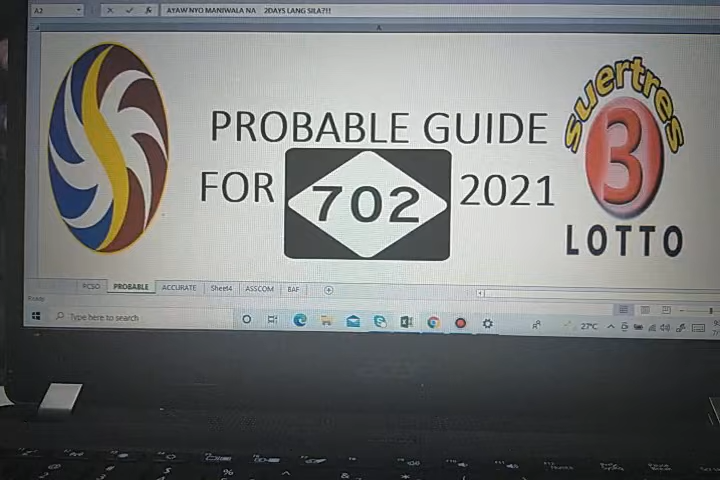 A2
fx AYAW NYO MANIWALA NA 2DAYS LANG SILA?!!
A
PROBABLE GUIDE
FOR 702 2021
suertres
3
LOTTO
PCSO PROBABLE ACCURATE Sheet4 ASSCOM BAF
Ready
Type here to search
27°C